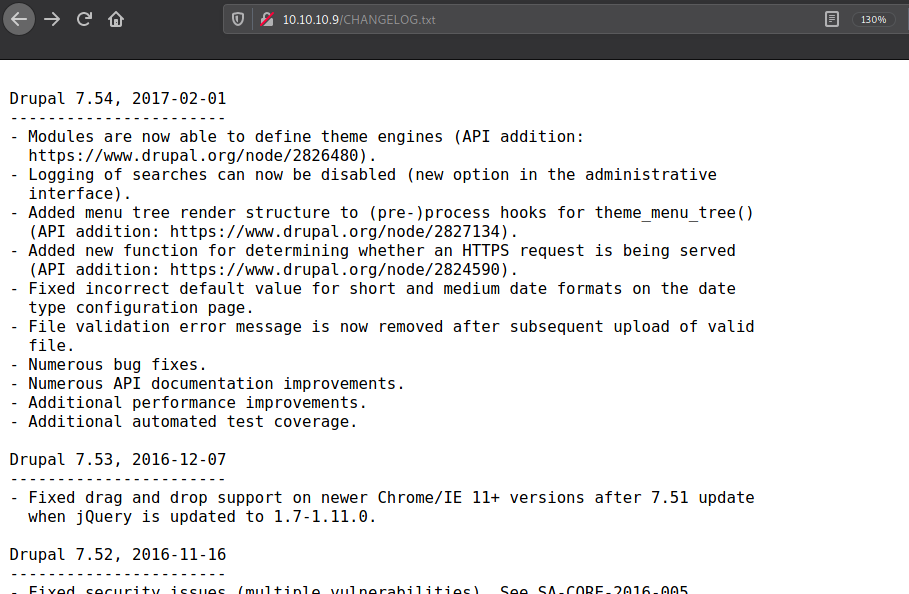 10.10.10.9/CHANGELOG.txt
130%
Drupal 7.54, 2017-02-01
-----------------------
- Modules are now able to define theme engines (API addition:
https://www.drupal.org/node/2826480).
- Logging of searches can now be disabled (new option in the administrative
interface).
- Added menu tree render structure to (pre-)process hooks for theme_menu_tree()
(API addition: https://www.drupal.org/node/2827134).
- Added new function for determining whether an HTTPS request is being served
(API addition: https://www.drupal.org/node/2824590).
- Fixed incorrect default value for short and medium date formats on the date
type configuration page.
- File validation error message is now removed after subsequent upload of valid
file.
- Numerous bug fixes.
- Numerous API documentation improvements.
- Additional performance improvements.
- Additional automated test coverage.
Drupal 7.53, 2016-12-07
-----------------------
- Fixed drag and drop support on newer Chrome/IE 11+ versions after 7.51 update
when jQuery is updated to 1.7-1.11.0.
Drupal 7.52, 2016-11-16
-----------------------
- Fixed security issues (multiple vulnerabilities). See SA-CORE-2016-005.